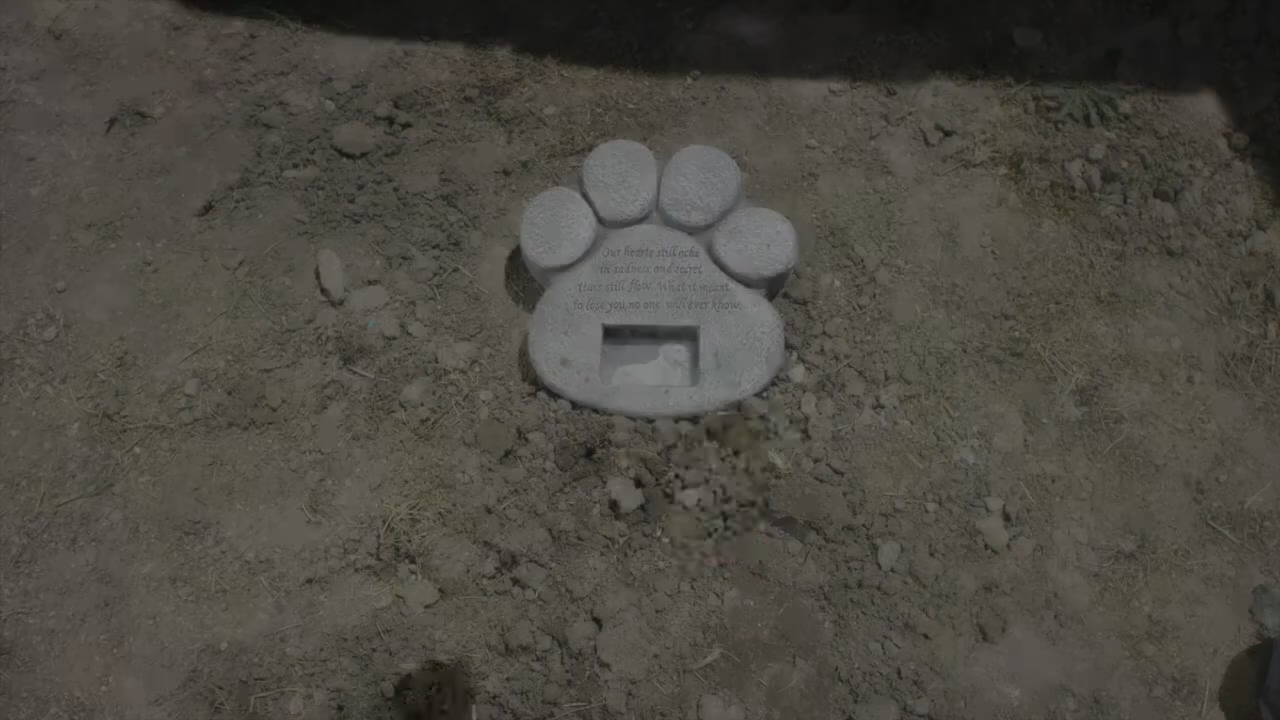 Our hearts still ache
in sadness and secret
tears still flow. What it meant
to lose you, no one will ever know.